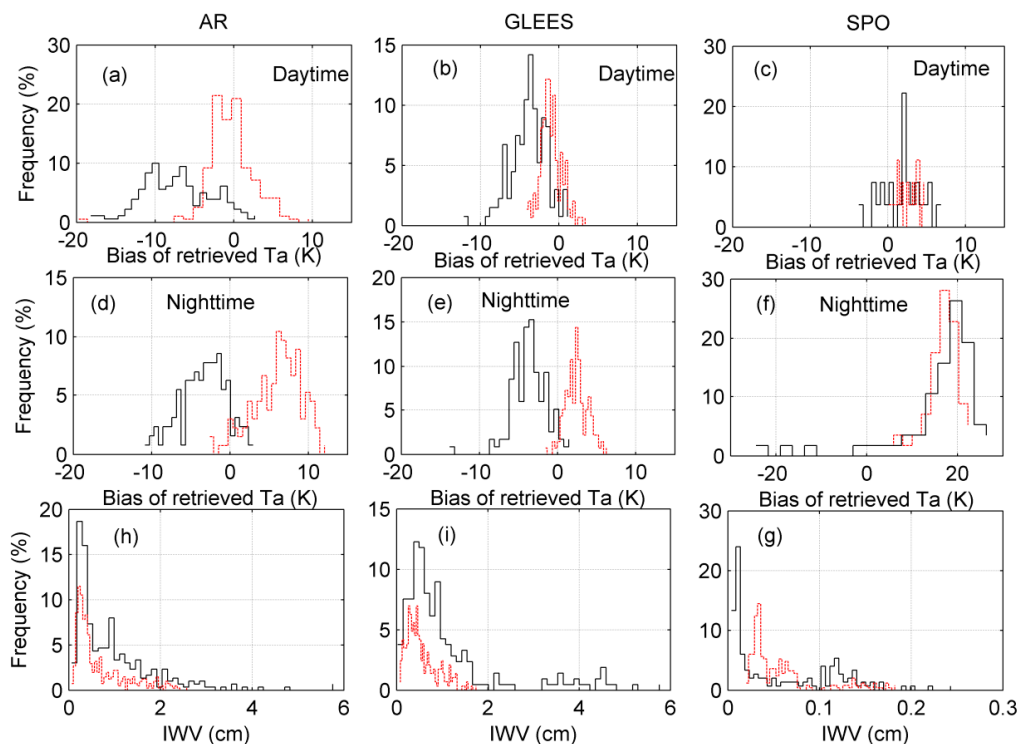 AR GLEES SPO
30 15 30
(a) Daytime (b) Daytime (c) Daytime
Frequency (%)
20 10 20
10 5 10
0 0 0
-20 -10 0 10 -20 -10 0 10 -20 -10 0 10
Bias of retrieved Ta (K) Bias of retrieved Ta (K) Bias of retrieved Ta (K)
15 20 30
(d) Nighttime (e) Nighttime (f) Nighttime
Frequency (%)
10 15 20
10
5 5 10
0 0 0
-20 -10 0 10 -20 -10 0 10 -20 0 20
Bias of retrieved Ta (K) Bias of retrieved Ta (K) Bias of retrieved Ta (K)
20 15 30
(h) (i) (g)
Frequency (%)
15 10 20
10
5 5 10
0 0 0
0 2 4 6 0 2 4 6 0 0.1 0.2 0.3
IWV (cm) IWV (cm) IWV (cm)